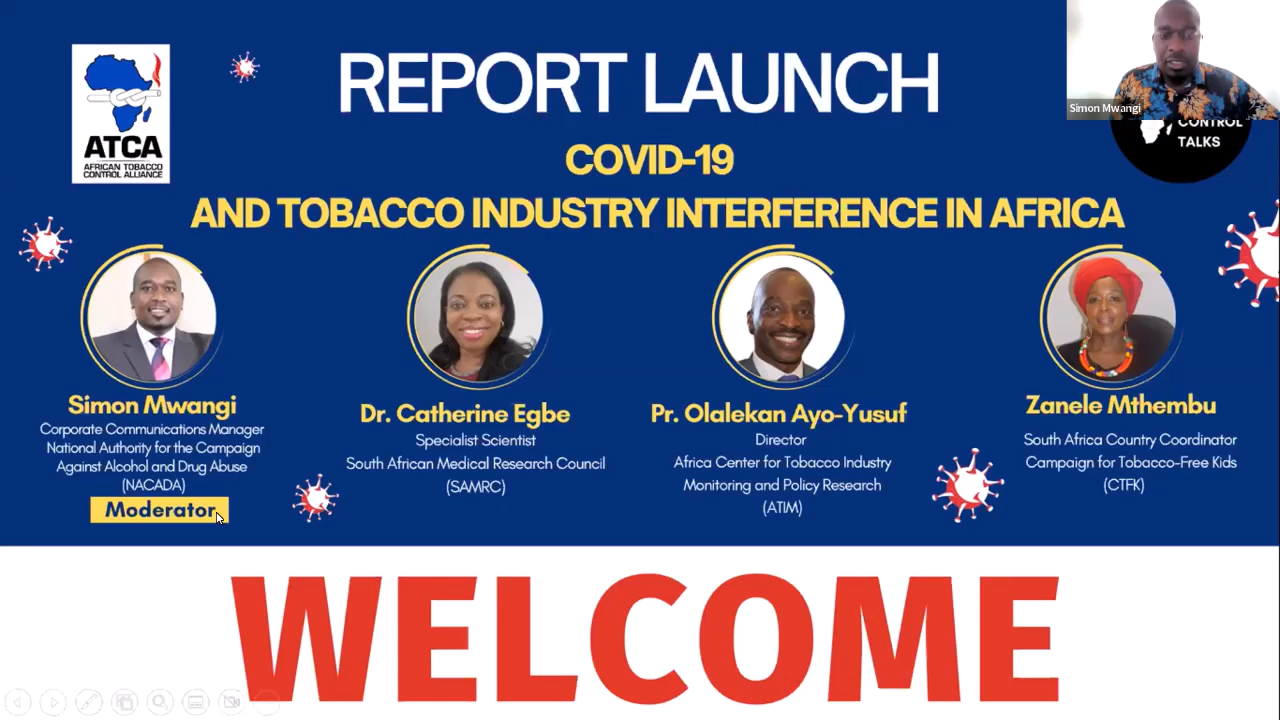 REPORT LAUNCH
COVID-19
AND TOBACCO INDUSTRY INTERFERENCE IN AFRICA
ATCA
AFRICAN TOBACCO
CONTROL ALLIANCE
Simon Mwangi
CONTROL
TALKS
Simon Mwangi
Corporate Communications Manager
National Authority for the Campaign
Against Alcohol and Drug Abuse
(NACADA)
Moderator
Dr. Catherine Egbe
Specialist Scientist
South African Medical Research Council
(SAMRC)
Pr. Olalekan Ayo-Yusuf
Director
Africa Center for Tobacco Industry
Monitoring and Policy Research
(ATIM)
Zanele Mthembu
South Africa Country Coordinator
Campaign for Tobacco-Free Kids
(CTFK)
WELCOME